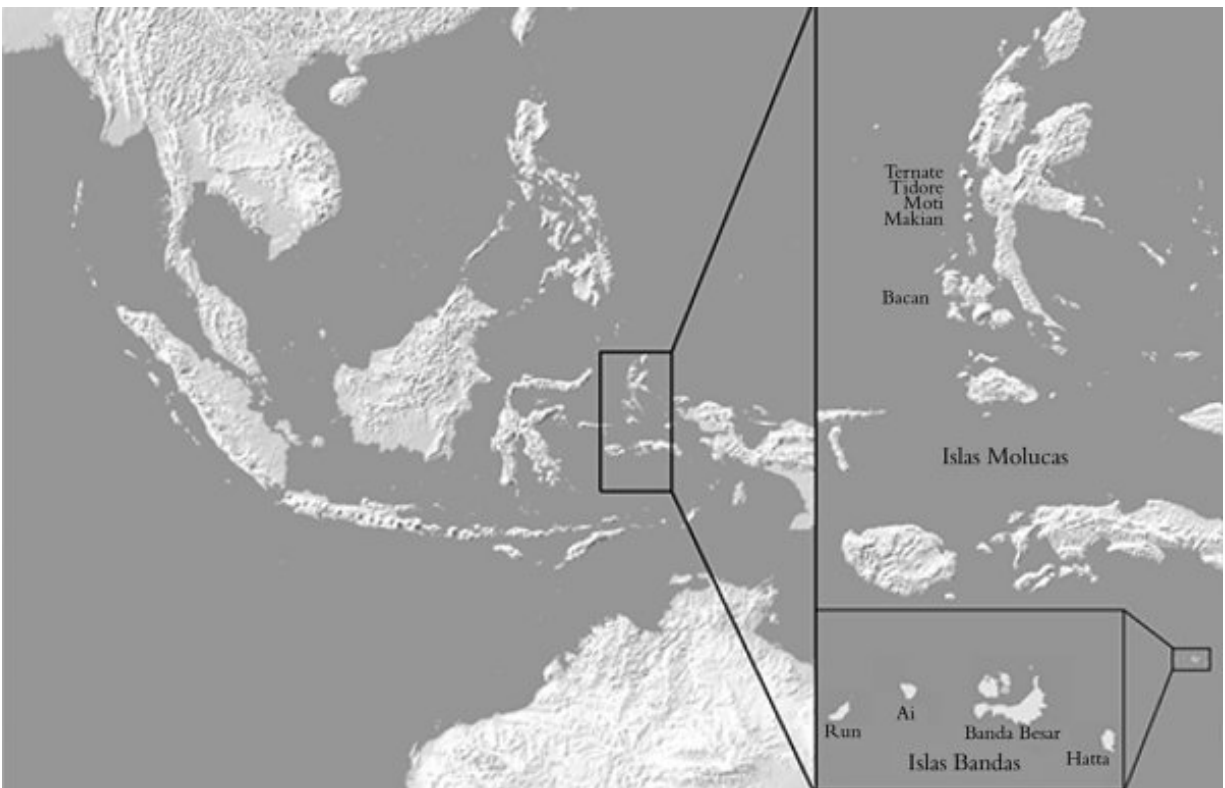 Ternate
Tidore
Moti
Makian
Bacan
Islas Molucas
Run
Ai
Banda Besar
Hatta
Islas Bandas